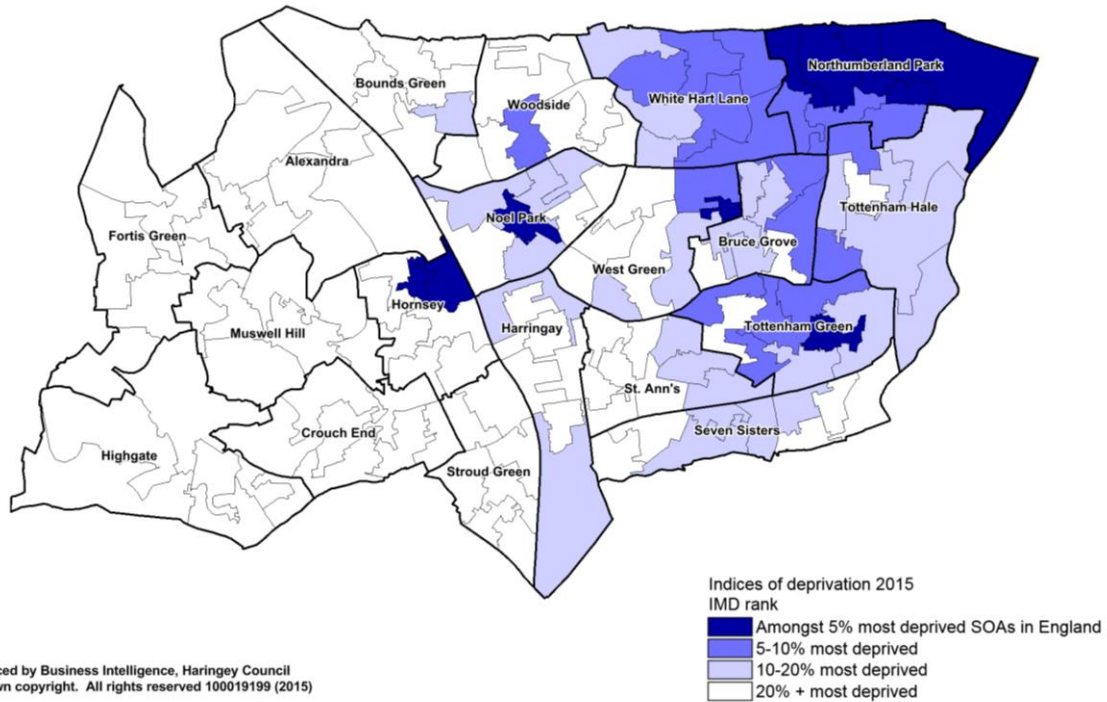 Northumberland Park
Bounds Green
White Hart Lane
Woodside
Alexandra
Tottenham Hale
Noel Park
Fortis Green
Bruce Grove
West Green
Hornsey
Muswell Hill
Harringay
Tottenham Green
St. Ann's
Crouch End
Seven Sisters
Highgate
Stroud Green
Indices of deprivation 2015
IMD rank
Amongst 5% most deprived SOAs in England
5-10% most deprived
10-20% most deprived
20% + most deprived
ced by Business Intelligence, Haringey Council
wn copyright. All rights reserved 100019199 (2015)